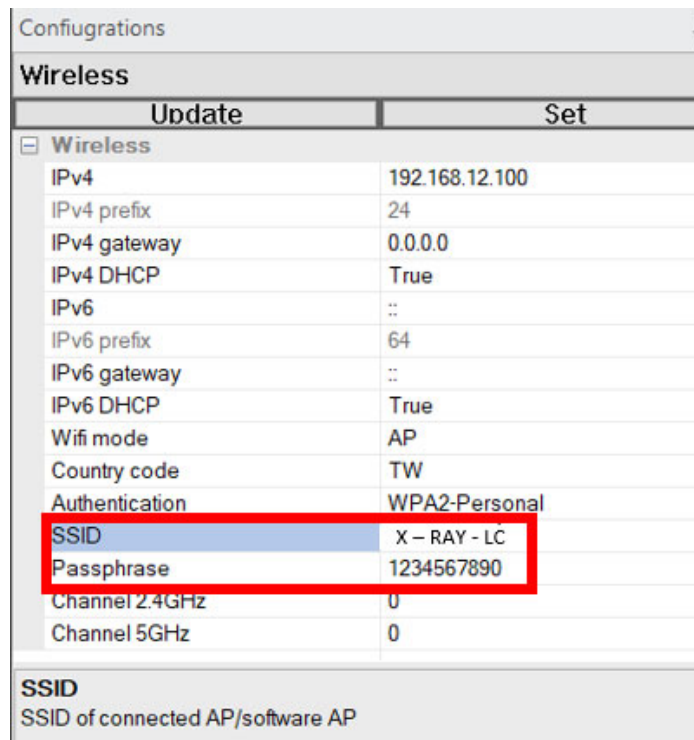 Confiugrations
Wireless
Update Set
Wireless
IPv4 192.168.12.100
IPv4 prefix 24
IPv4 gateway 0.0.0.0
IPv4 DHCP True
IPv6 ::
IPv6 prefix 64
IPv6 gateway ::
IPv6 DHCP True
Wifi mode AP
Country code TW
Authentication WPA2-Personal
SSID X – RAY - LC
Passphrase 1234567890
Channel 2.4GHz 0
Channel 5GHz 0
SSID
SSID of connected AP/software AP